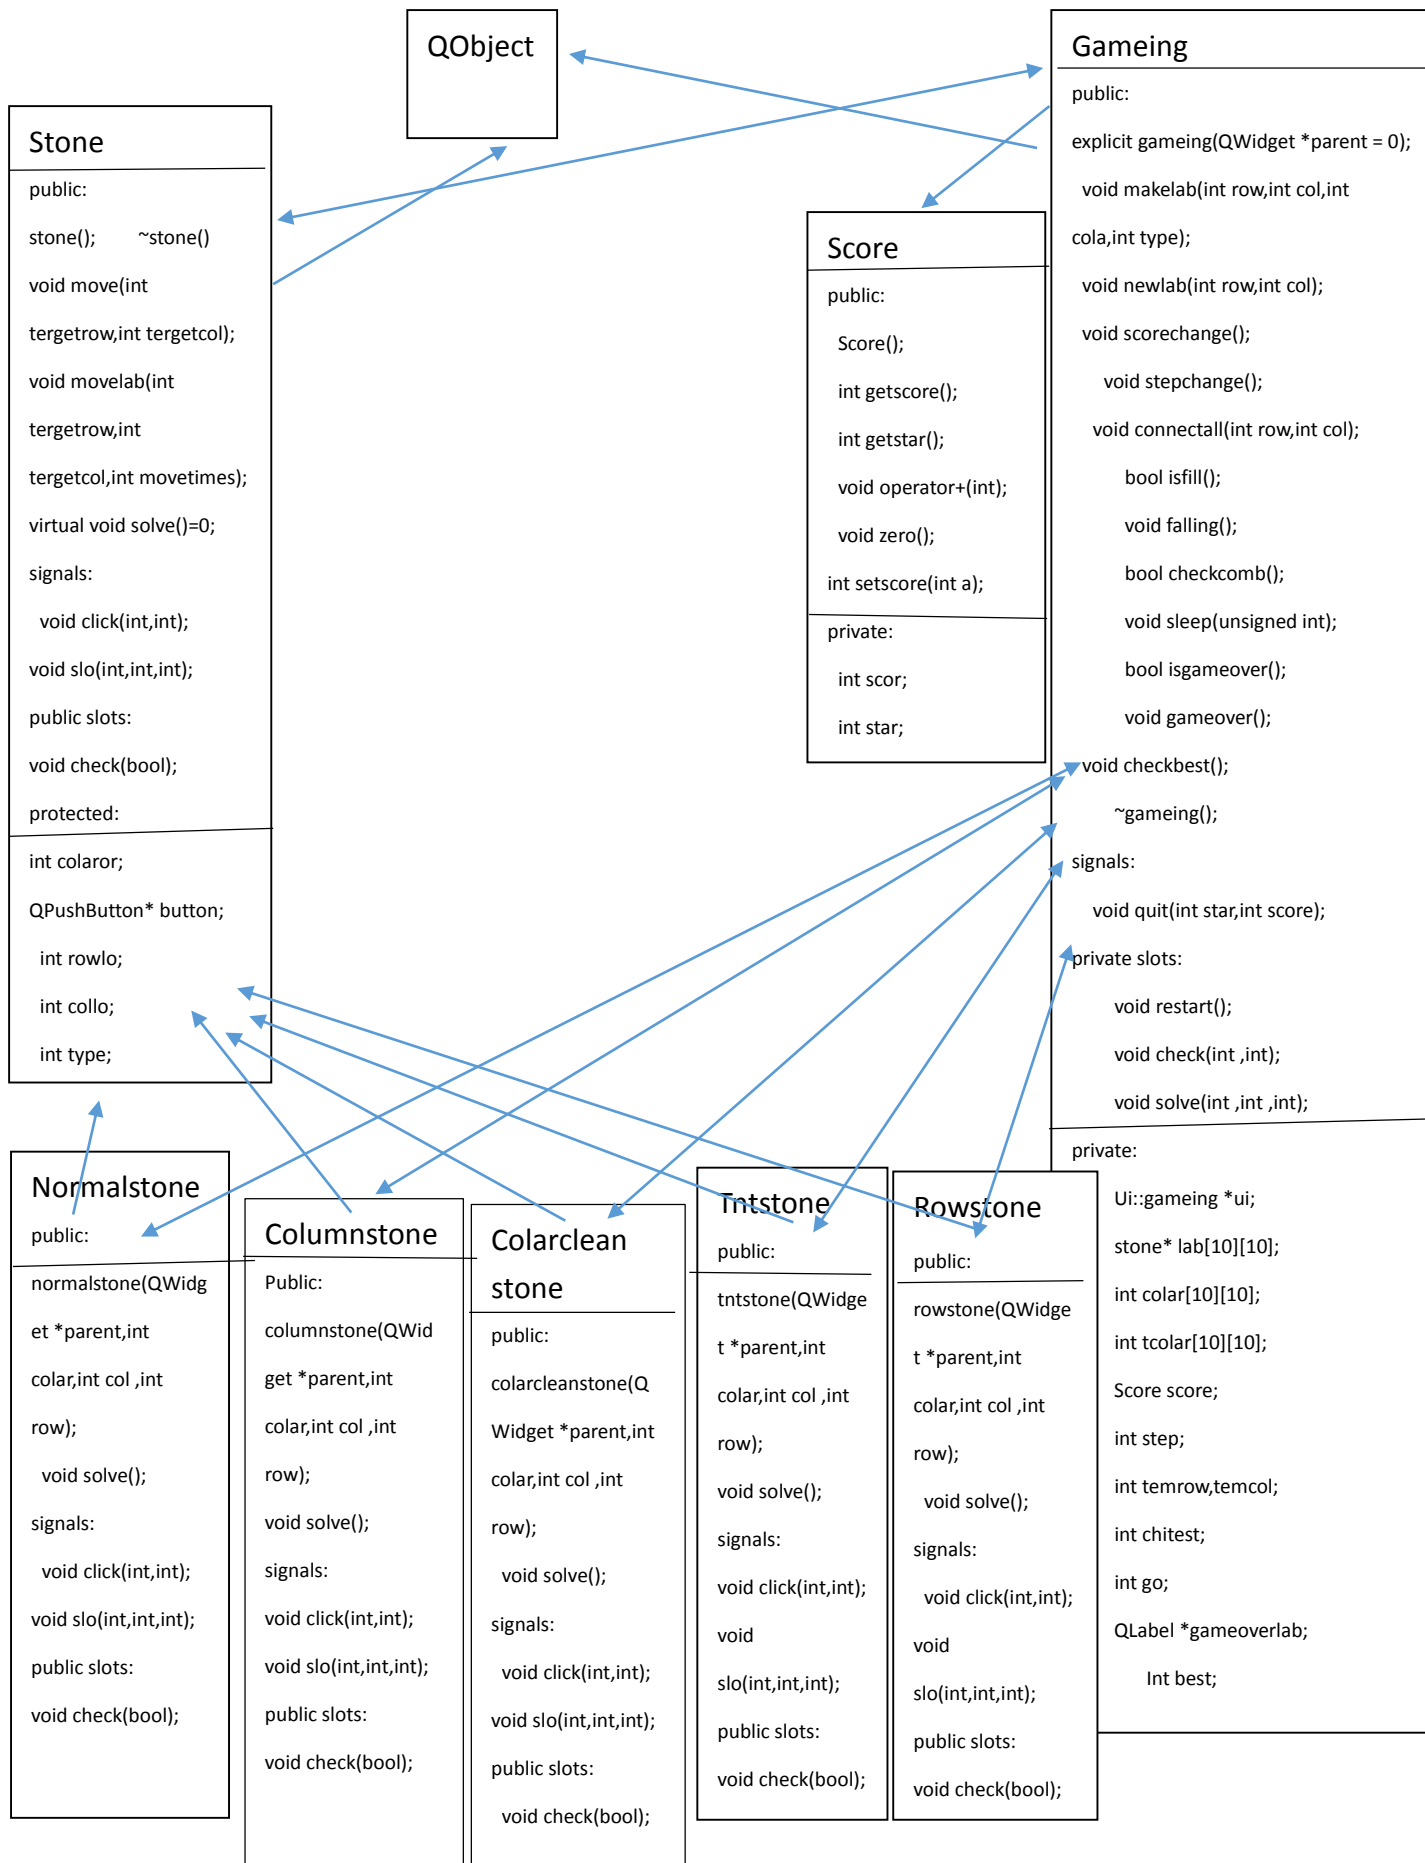 QObject
Stone
public:
stone(); ~stone()
void move(int
tergetrow,int tergetcol);
void movelab(int
tergetrow,int
tergetcol,int movetimes);
virtual void solve()=0;
signals:
void click(int,int);
void slo(int,int,int);
public slots:
void check(bool);
protected:
int colaror;
QPushButton* button;
int rowlo;
int collo;
int type;
Score
public:
Score();
int getscore();
int getstar();
void operator+(int);
void zero();
int setscore(int a);
private:
int scor;
int star;
Gameing
public:
explicit gameing(QWidget *parent = 0);
void makelab(int row,int col,int
cola,int type);
void newlab(int row,int col);
void scorechange();
void stepchange();
void connectall(int row,int col);
bool isfill();
void falling();
bool checkcomb();
void sleep(unsigned int);
bool isgameover();
void gameover();
void checkbest();
~gameing();
signals:
void quit(int star,int score);
private slots:
void restart();
void check(int ,int);
void solve(int ,int ,int);
private:
Ui::gameing *ui;
stone* lab[10][10];
int colar[10][10];
int tcolar[10][10];
Score score;
int step;
int temrow,temcol;
int chitest;
int go;
QLabel *gameoverlab;
Int best;
Normalstone
public:
normalstone(QWidg
et *parent,int
colar,int col ,int
row);
void solve();
signals:
void click(int,int);
void slo(int,int,int);
public slots:
void check(bool);
Columnstone
Public:
columnstone(QWid
get *parent,int
colar,int col ,int
row);
void solve();
signals:
void click(int,int);
void slo(int,int,int);
public slots:
void check(bool);
Colarclean
stone
public:
colarcleanstone(Q
Widget *parent,int
colar,int col ,int
row);
void solve();
signals:
void click(int,int);
void slo(int,int,int);
public slots:
void check(bool);
Tntstone
public:
tntstone(QWidge
t *parent,int
colar,int col ,int
row);
void solve();
signals:
void click(int,int);
void
slo(int,int,int);
public slots:
void check(bool);
Rowstone
public:
rowstone(QWidge
t *parent,int
colar,int col ,int
row);
void solve();
signals:
void click(int,int);
void
slo(int,int,int);
public slots:
void check(bool);